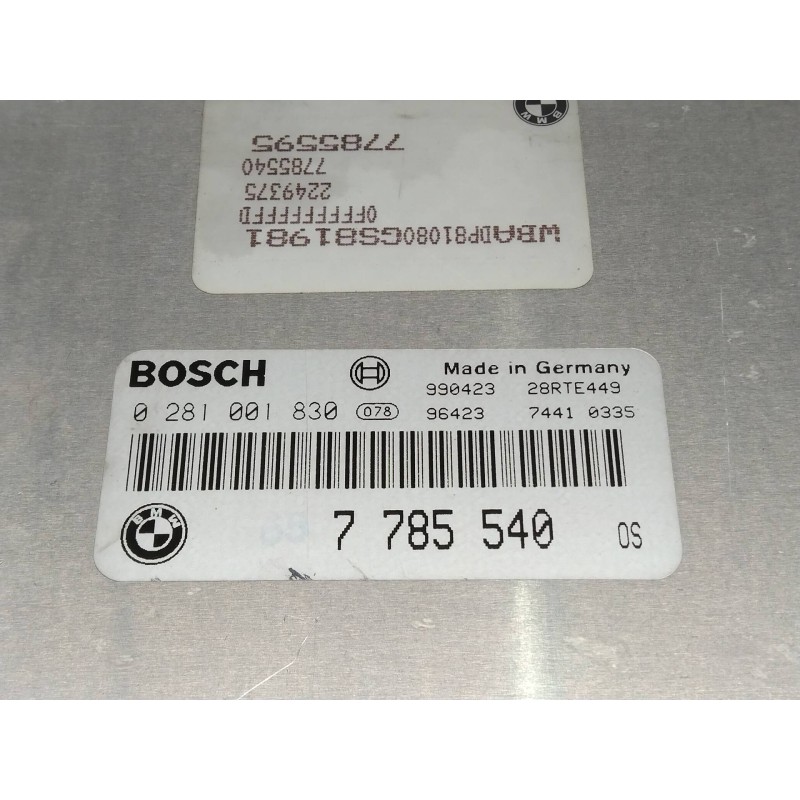 WBADP81080GS81981
0FFFFFFFFD
2249375
7785540
7785595
BMW
BOSCH
Made in Germany
990423 28RTE449
0 281 001 830 078 96423 7441 0335
BMW
7 785 540 OS